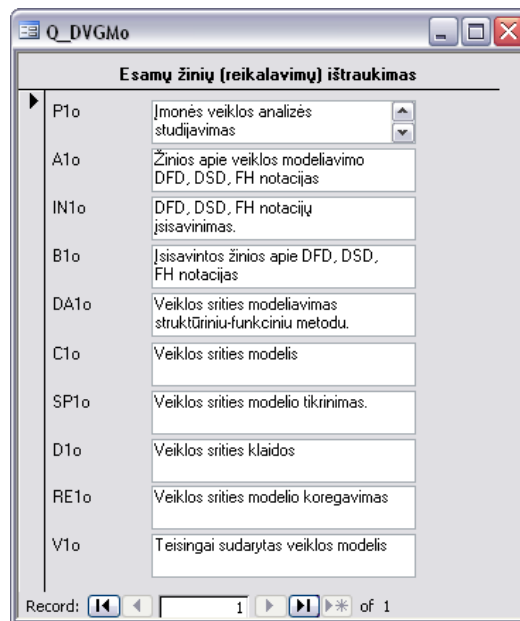 Q_DVGMo
Esamų žinių (reikalavimų) ištraukimas
P1o
Įmonės veiklos analizės
studijavimas
A1o
Žinios apie veiklos modeliavimo
DFD, DSD, FH notacijas
IN1o
DFD, DSD, FH notacijų
įsisavinimas.
B1o
Įsisavintos žinios apie DFD, DSD,
FH notacijas
DA1o
Veiklos srities modeliavimas
struktūriniu-funkciniu metodu.
C1o
Veiklos srities modelis
SP1o
Veiklos srities modelio tikrinimas.
D1o
Veiklos srities klaidos
RE1o
Veiklos srities modelio koregavimas
V1o
Teisingai sudarytas veiklos modelis
Record: 1 of 1